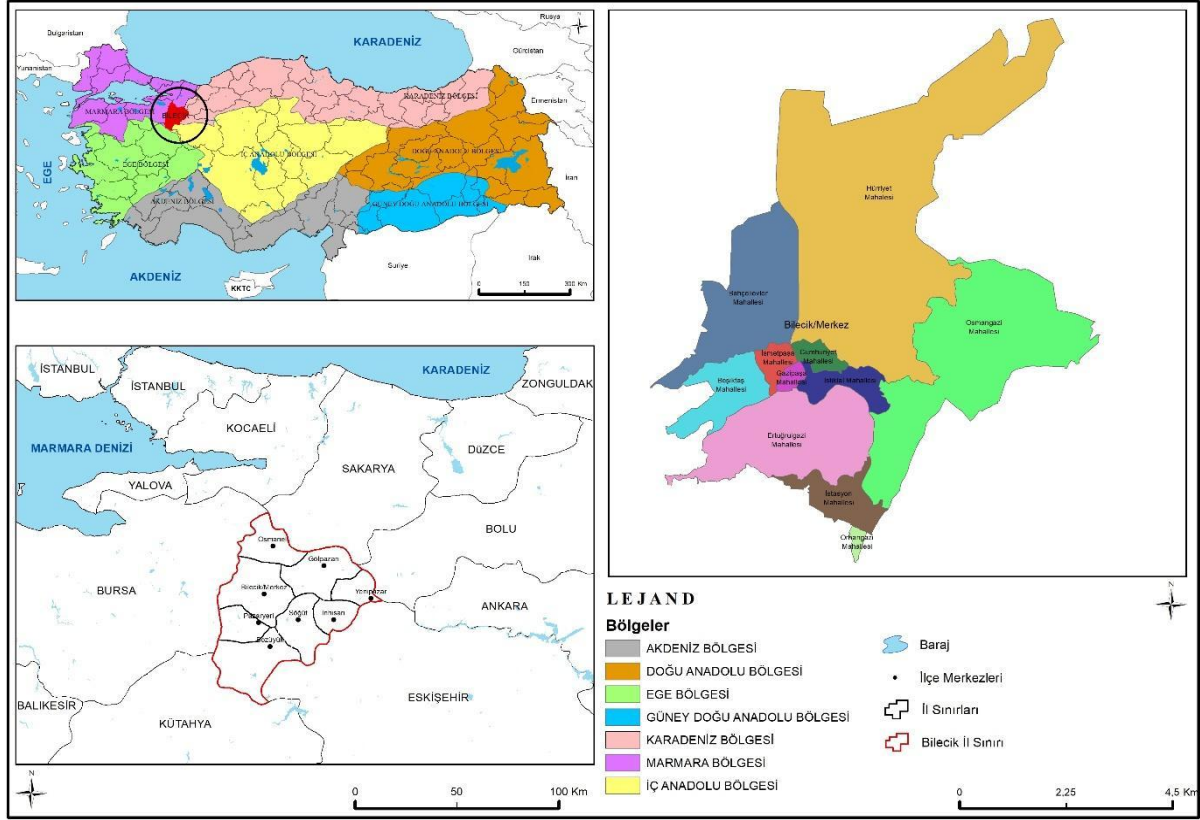 Bulgaristan
Rusya
N
KARADENİZ
Gürcistan
Yunanistan
KARADENİZ BÖLGESİ
Ermenistan
MARMARA BÖLGESİ
EGE
EGE BÖLGESİ
İÇ ANADOLU BÖLGESİ
DOĞU ANADOLU BÖLGESİ
İran
AKDENİZ BÖLGESİ
GÜNEY DOĞU ANADOLU BÖLGESİ
Irak
AKDENİZ
Suriye
KKTC
0 150 300 Km
Hürriyet
Mahalesi
Mahallesi
Osmangazi
Mahallesi
Bilecik/Merkez
İsmetpaşa
Mahallesi
Cumhuriyet
Mahallesi
Gazipaşa
Mahallesi
İstiklal Mahallesi
Beşiktaş
Mahallesi
Ertuğrulgazi
Mahallesi
İstasyon
Mahallesi
Orhangazi
Mahallesi
İSTANBUL
İSTANBUL
KARADENİZ
ZONGULDAK
KOCAELİ
MARMARA DENİZİ
SAKARYA
DÜZCE
YALOVA
BOLU
Osmaneli
Gölpazarı
BURSA
Bilecik/Merkez
Yenipazar
ANKARA
Pazaryeri
Söğüt
İnhisar
Bozüyük
BALIKESİR
KÜTAHYA
ESKİŞEHİR
N
0 50 100 Km
LEJAND
Bölgeler
AKDENİZ BÖLGESİ
DOĞU ANADOLU BÖLGESİ
EGE BÖLGESİ
GÜNEY DOĞU ANADOLU BÖLGESİ
KARADENİZ BÖLGESİ
MARMARA BÖLGESİ
İÇ ANADOLU BÖLGESİ
Baraj
İlçe Merkezleri
İl Sınırları
Bilecik İl Sınırı
N
0 2,25 4,5 Km